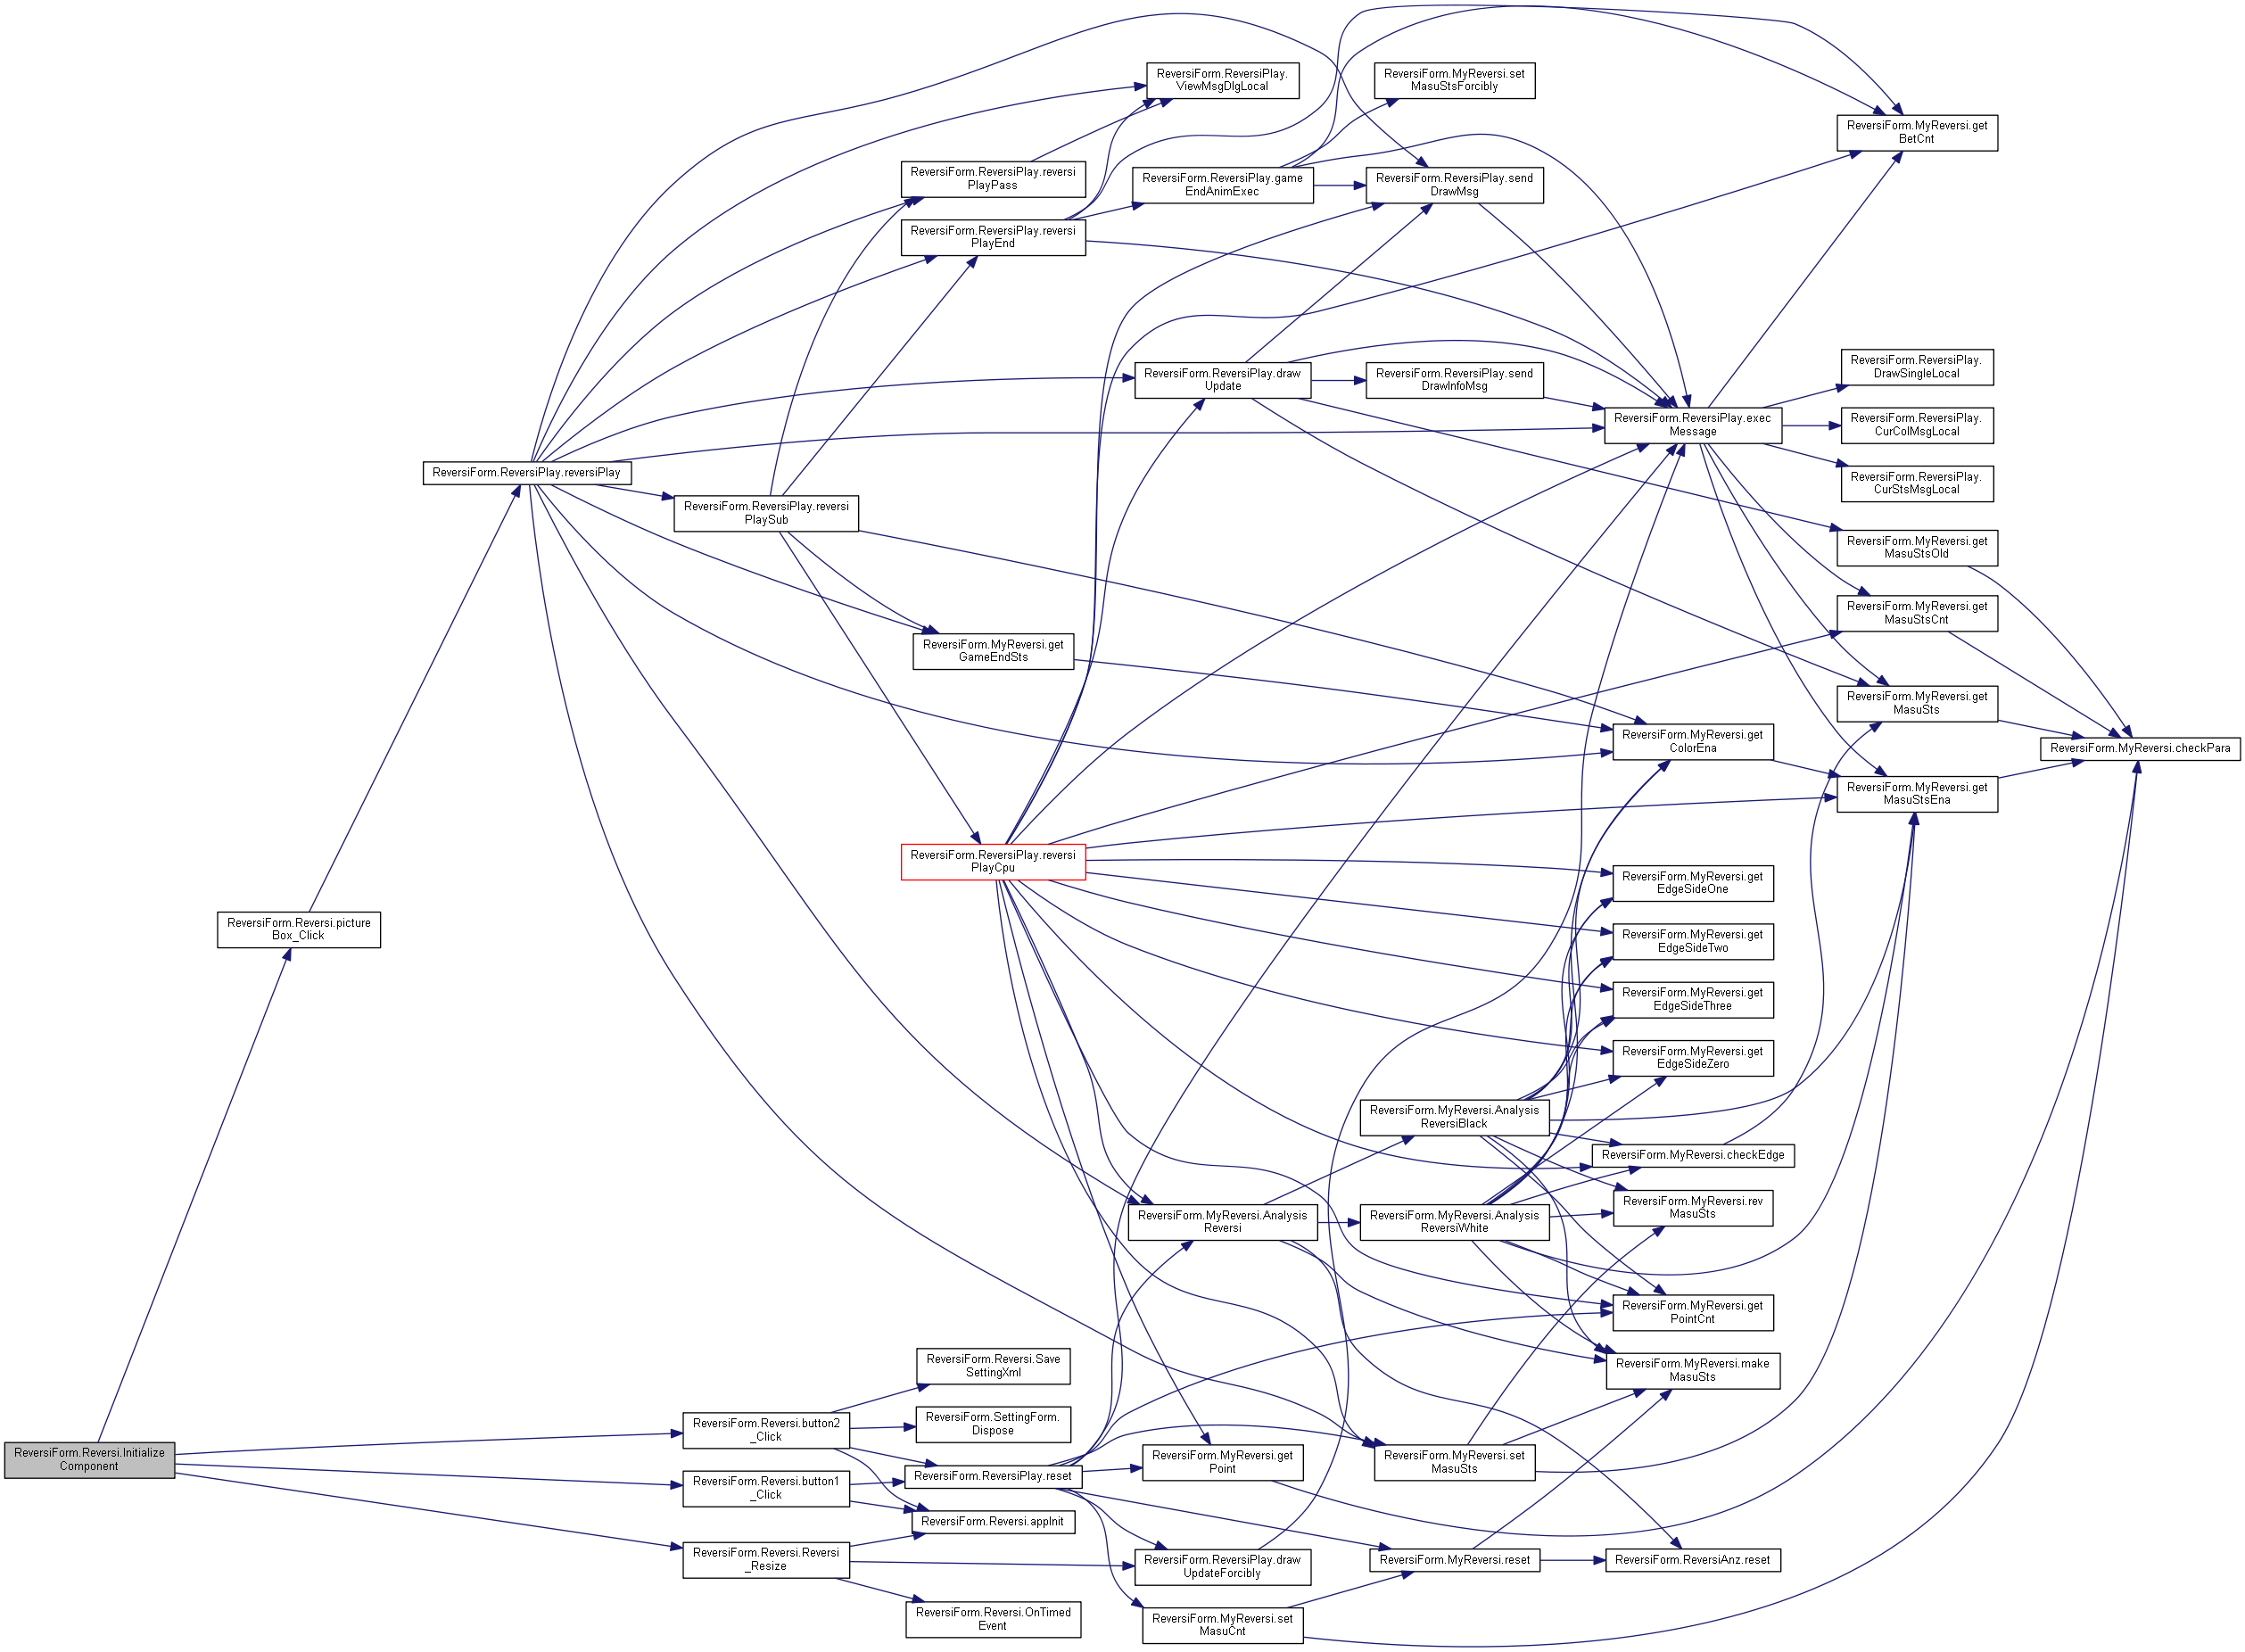 ReversiForm.Reversi.Initialize
Component
ReversiForm.Reversi.picture
Box_Click
ReversiForm.ReversiPlay.reversiPlay
ReversiForm.Reversi.button2
_Click
ReversiForm.Reversi.button1
_Click
ReversiForm.Reversi.Reversi
_Resize
ReversiForm.ReversiPlay.reversi
PlaySub
ReversiForm.ReversiPlay.reversi
PlayPass
ReversiForm.ReversiPlay.reversi
PlayEnd
ReversiForm.MyReversi.get
GameEndSts
ReversiForm.ReversiPlay.reversi
PlayCpu
ReversiForm.Reversi.Save
SettingXml
ReversiForm.SettingForm.
Dispose
ReversiForm.ReversiPlay.reset
ReversiForm.Reversi.appInit
ReversiForm.Reversi.OnTimed
Event
ReversiForm.ReversiPlay.
ViewMsgDlgLocal
ReversiForm.ReversiPlay.game
EndAnimExec
ReversiForm.ReversiPlay.draw
Update
ReversiForm.MyReversi.Analysis
Reversi
ReversiForm.MyReversi.get
Point
ReversiForm.ReversiPlay.draw
UpdateForcibly
ReversiForm.MyReversi.set
MasuCnt
ReversiForm.MyReversi.set
MasuStsForcibly
ReversiForm.ReversiPlay.send
DrawMsg
ReversiForm.ReversiPlay.send
DrawInfoMsg
ReversiForm.MyReversi.Analysis
ReversiBlack
ReversiForm.MyReversi.Analysis
ReversiWhite
ReversiForm.MyReversi.set
MasuSts
ReversiForm.MyReversi.reset
ReversiForm.ReversiPlay.exec
Message
ReversiForm.MyReversi.get
ColorEna
ReversiForm.MyReversi.get
EdgeSideOne
ReversiForm.MyReversi.get
EdgeSideTwo
ReversiForm.MyReversi.get
EdgeSideThree
ReversiForm.MyReversi.get
EdgeSideZero
ReversiForm.MyReversi.checkEdge
ReversiForm.MyReversi.rev
MasuSts
ReversiForm.MyReversi.get
PointCnt
ReversiForm.MyReversi.make
MasuSts
ReversiForm.ReversiAnz.reset
ReversiForm.MyReversi.get
BetCnt
ReversiForm.ReversiPlay.
DrawSingleLocal
ReversiForm.ReversiPlay.
CurColMsgLocal
ReversiForm.ReversiPlay.
CurStsMsgLocal
ReversiForm.MyReversi.get
MasuStsOld
ReversiForm.MyReversi.get
MasuStsCnt
ReversiForm.MyReversi.get
MasuSts
ReversiForm.MyReversi.get
MasuStsEna
ReversiForm.MyReversi.checkPara